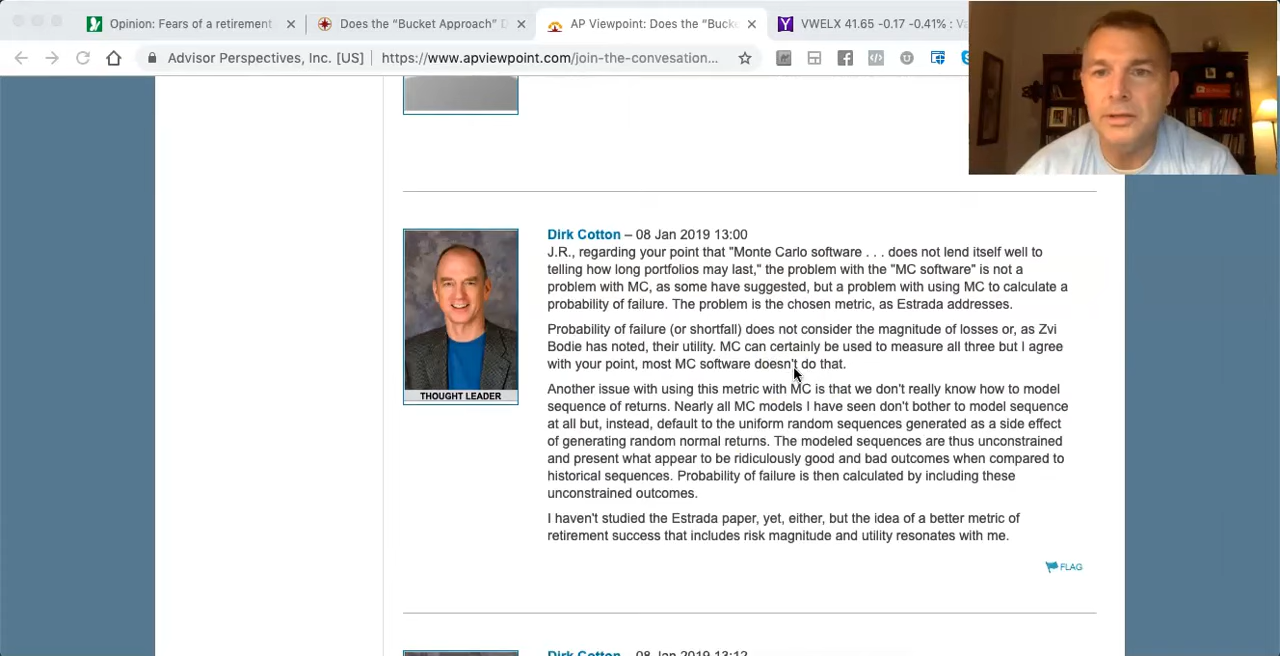 Opinion: Fears of a retirement
Does the “Bucket Approach” D
AP Viewpoint: Does the “Bucke
VWELX 41.65 -0.17 -0.41% : Va
Advisor Perspectives, Inc. [US]
https://www.apviewpoint.com/join-the-convesation...
Dirk Cotton – 08 Jan 2019 13:00
J.R., regarding your point that "Monte Carlo software . . . does not lend itself well to
telling how long portfolios may last," the problem with the "MC software" is not a
problem with MC, as some have suggested, but a problem with using MC to calculate a
probability of failure. The problem is the chosen metric, as Estrada addresses.
Probability of failure (or shortfall) does not consider the magnitude of losses or, as Zvi
Bodie has noted, their utility. MC can certainly be used to measure all three but I agree
with your point, most MC software doesn't do that.
THOUGHT LEADER
Another issue with using this metric with MC is that we don't really know how to model
sequence of returns. Nearly all MC models I have seen don't bother to model sequence
at all but, instead, default to the uniform random sequences generated as a side effect
of generating random normal returns. The modeled sequences are thus unconstrained
and present what appear to be ridiculously good and bad outcomes when compared to
historical sequences. Probability of failure is then calculated by including these
unconstrained outcomes.
I haven't studied the Estrada paper, yet, either, but the idea of a better metric of
retirement success that includes risk magnitude and utility resonates with me.
FLAG
Dirk Cotton – 08 Jan 2019 13:12